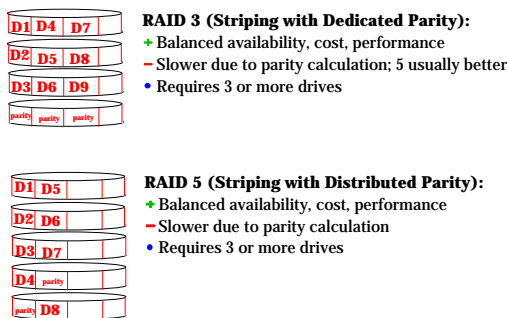 D1 D4 D7
D2 D5 D8
D3 D6 D9
parity parity parity
RAID 3 (Striping with Dedicated Parity):
+ Balanced availability, cost, performance
– Slower due to parity calculation; 5 usually better
• Requires 3 or more drives
D1 D5
D2 D6
D3 D7
D4 parity
parity D8
RAID 5 (Striping with Distributed Parity):
+ Balanced availability, cost, performance
– Slower due to parity calculation
• Requires 3 or more drives